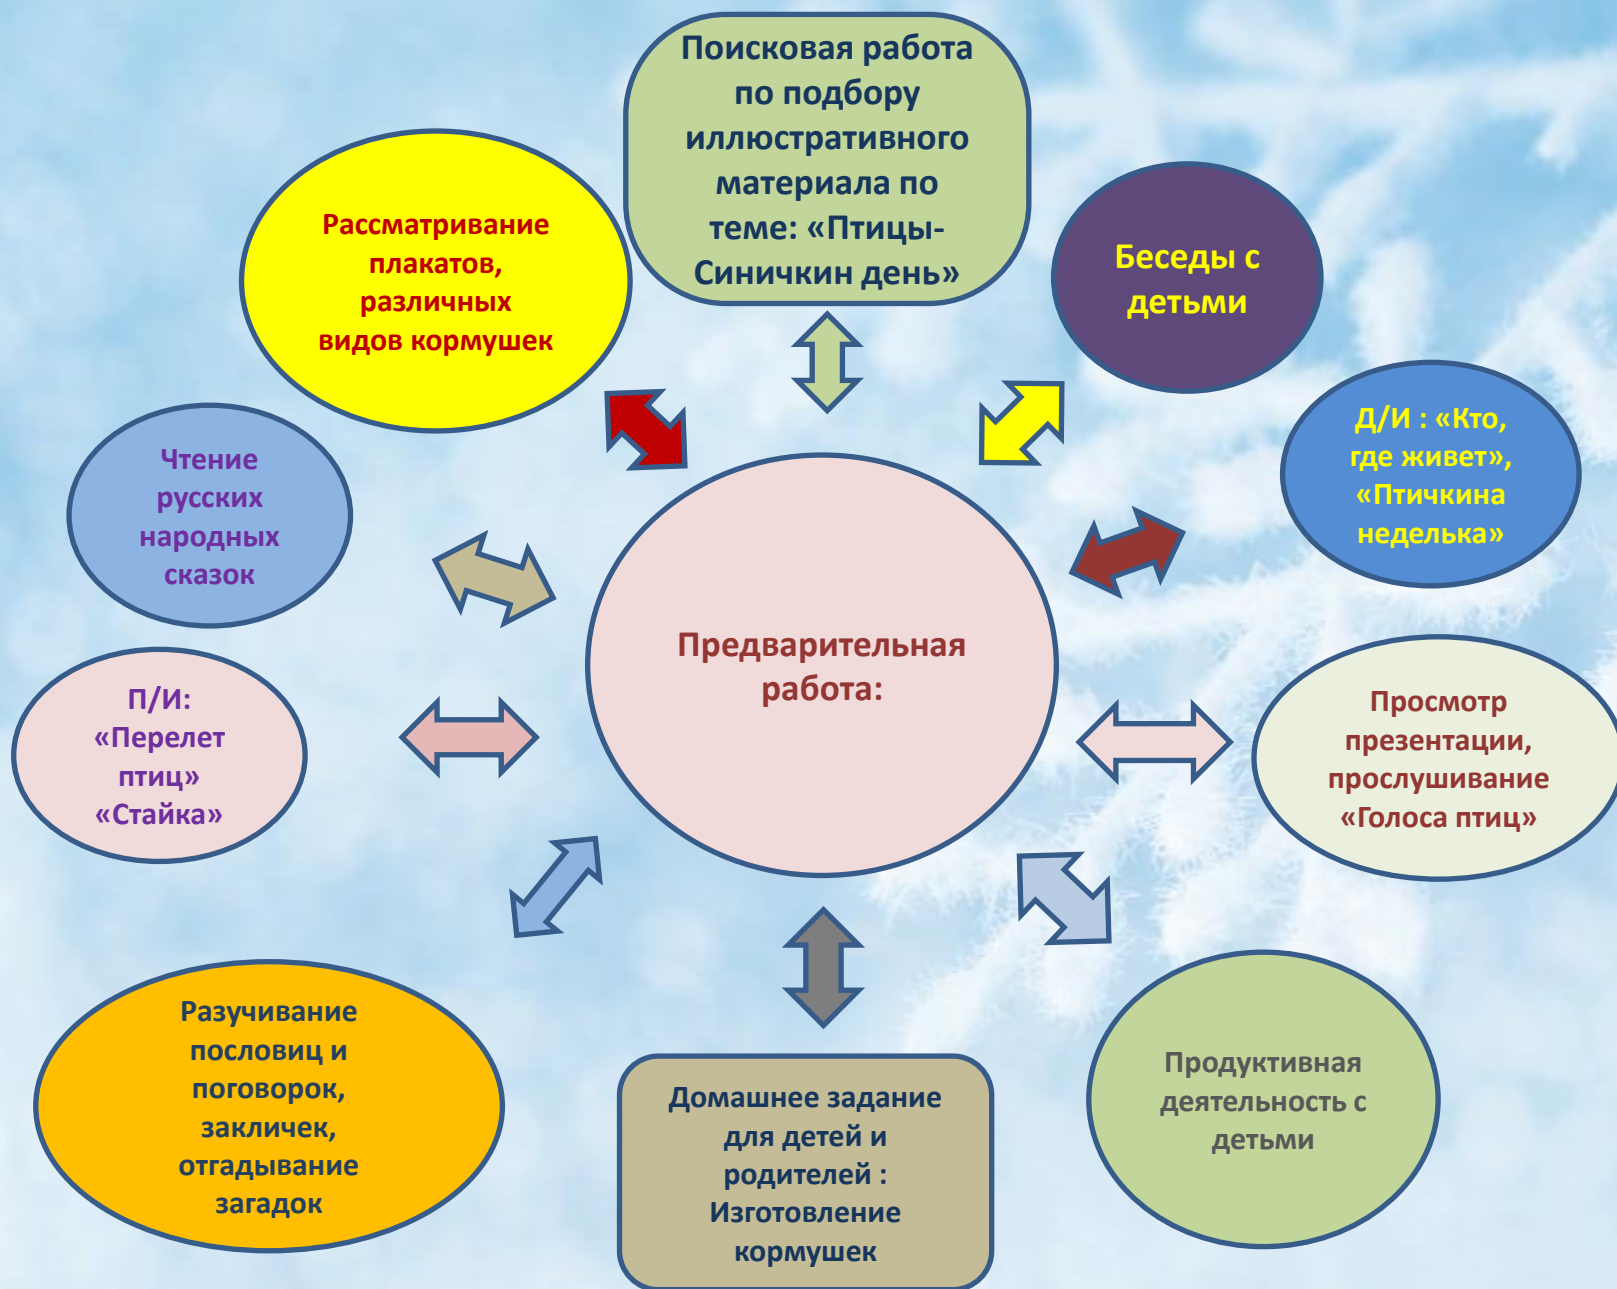 Поисковая работа
по подбору
иллюстративного
материала по
теме: «Птицы-
Синичкин день»
Рассматривание
плакатов,
различных
видов кормушек
Беседы с
детьми
Д/И : «Кто,
где живет»,
«Птичкина
неделька»
Чтение
русских
народных
сказок
Предварительная
работа:
П/И:
«Перелет
птиц»
«Стайка»
Просмотр
презентации,
прослушивание
«Голоса птиц»
Разучивание
пословиц и
поговорок,
закличек,
отгадывание
загадок
Домашнее задание
для детей и
родителей :
Изготовление
кормушек
Продуктивная
деятельность с
детьми